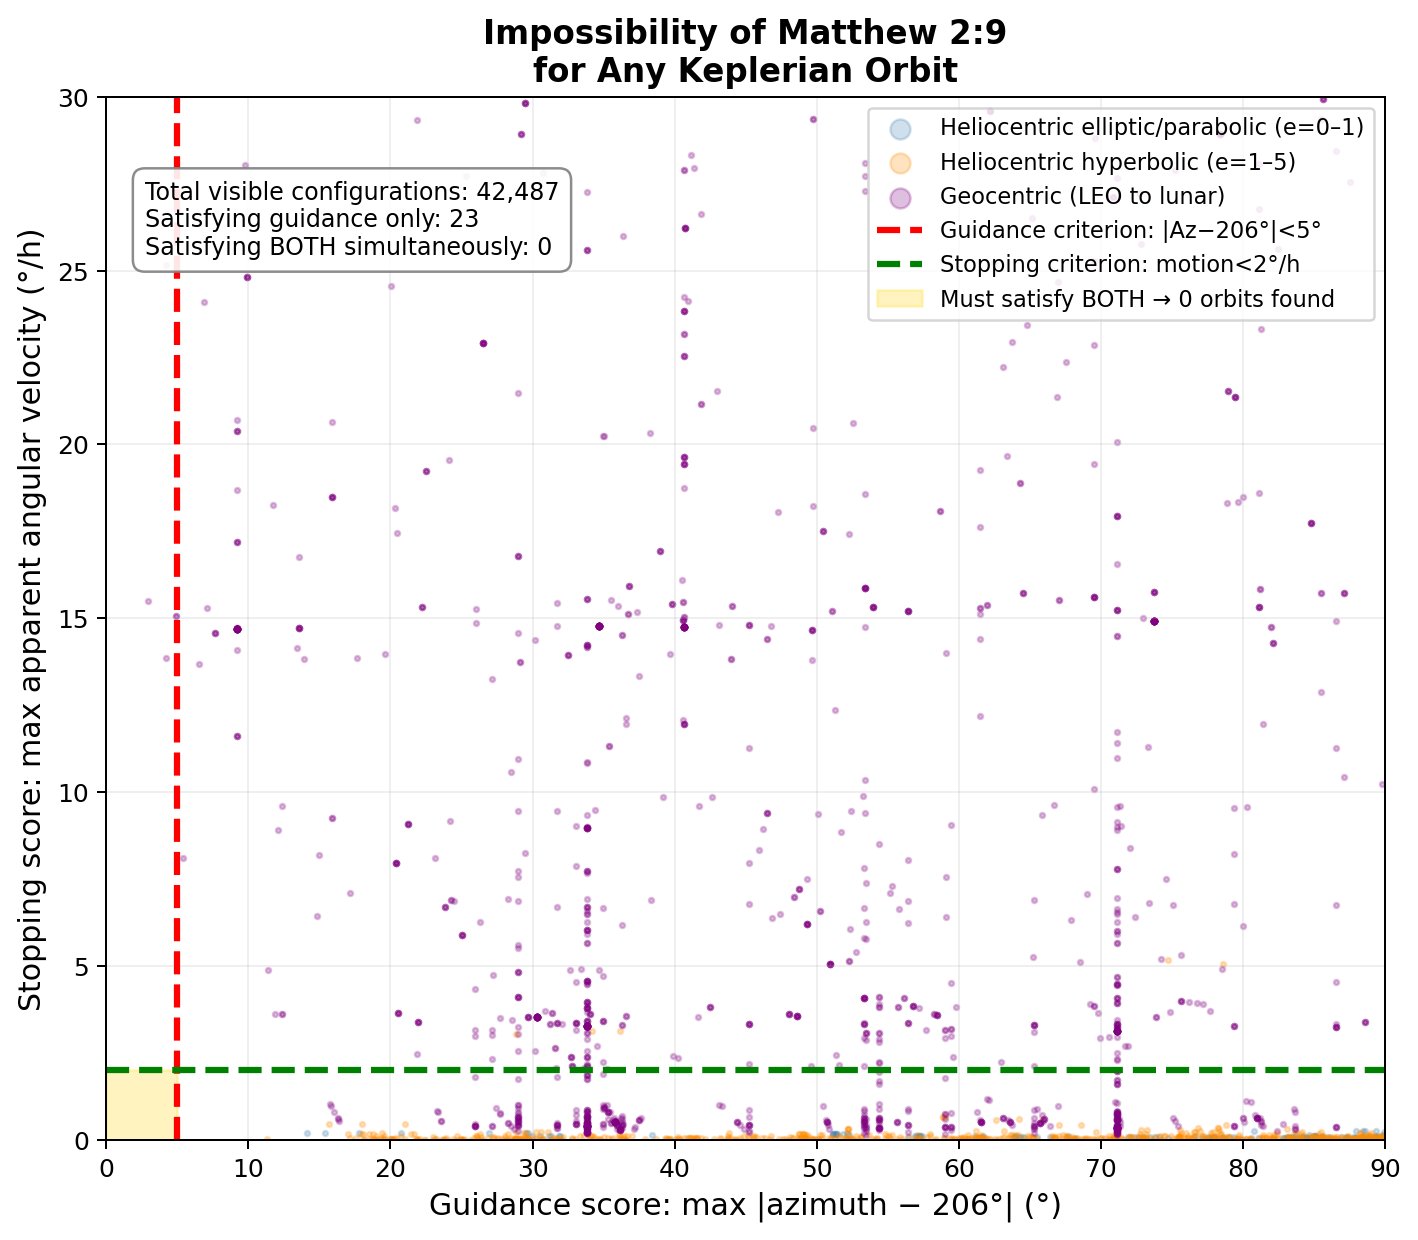 Impossibility of Matthew 2:9
for Any Keplerian Orbit
Total visible configurations: 42,487
Satisfying guidance only: 23
Satisfying BOTH simultaneously: 0
Heliocentric elliptic/parabolic (e=0–1)
Heliocentric hyperbolic (e=1–5)
Geocentric (LEO to lunar)
Guidance criterion: |Az−206°|<5°
Stopping criterion: motion<2°/h
Must satisfy BOTH → 0 orbits found
Stopping score: max apparent angular velocity (°/h)
30
25
20
15
10
5
0
0 10 20 30 40 50 60 70 80 90
Guidance score: max |azimuth − 206°| (°)